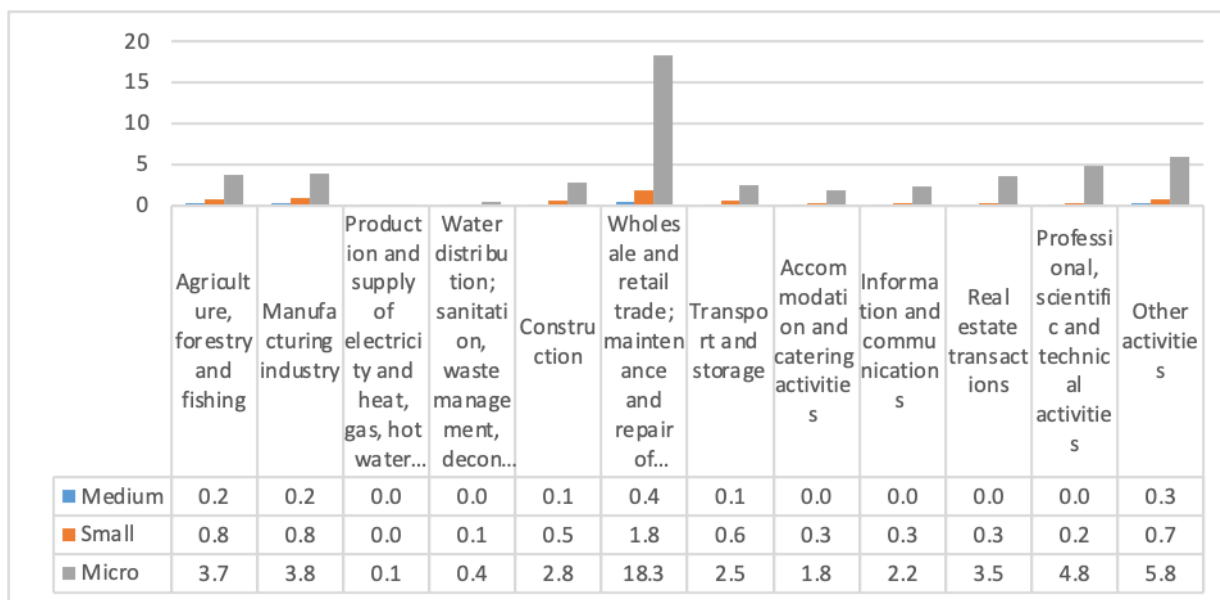 20
15
10
5
0
Agricult
ure,
forestry
and
fishing
Manufa
cturing
industry
Product
ion and
supply
of
electrici
ty and
heat,
gas, hot
water...
Water
distribu
tion;
sanitati
on,
waste
manage
ment,
decon...
Constru
ction
Wholes
ale and
retail
trade;
mainten
ance
and
repair
of...
Transpo
rt and
storage
Accom
modati
on and
catering
activitie
s
Informa
tion and
commu
nication
s
Real
estate
transact
ions
Professi
onal,
scientifi
c and
technic
al
activitie
s
Other
activitie
s
Medium 0.2 0.2 0.0 0.0 0.1 0.4 0.1 0.0 0.0 0.0 0.0 0.3
Small 0.8 0.8 0.0 0.1 0.5 1.8 0.6 0.3 0.3 0.3 0.2 0.7
Micro 3.7 3.8 0.1 0.4 2.8 18.3 2.5 1.8 2.2 3.5 4.8 5.8